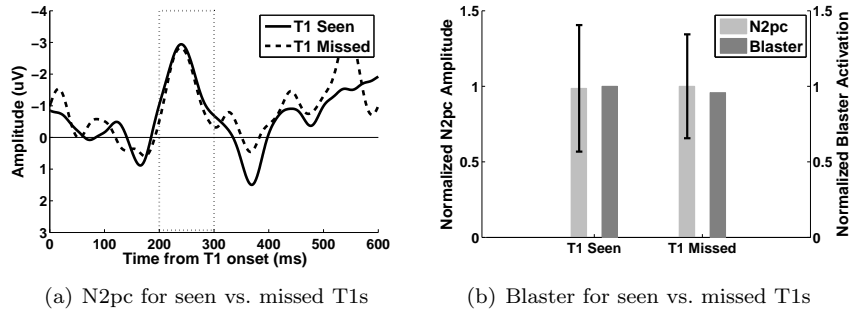 −4
−3
−2
−1
0
1
2
3
0 100 200 300 400 500 600
Amplitude (uV)
Time from T1 onset (ms)
T1 Seen
T1 Missed
(a) N2pc for seen vs. missed T1s
1.5
1
0.5
0
Normalized N2pc Amplitude
N2pc
Blaster
T1 Seen T1 Missed
1.5
1
0.5
0
Normalized Blaster Activation
(b) Blaster for seen vs. missed T1s